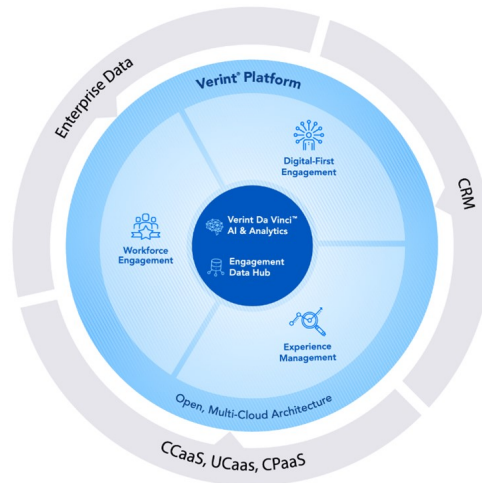 Enterprise Data
Verint® Platform
Digital-First
Engagement
CRM
Verint Da Vinci™
AI & Analytics
Workforce
Engagement
Engagement
Data Hub
Experience
Management
Open, Multi-Cloud Architecture
CCaaS, UCaas, CPaaS